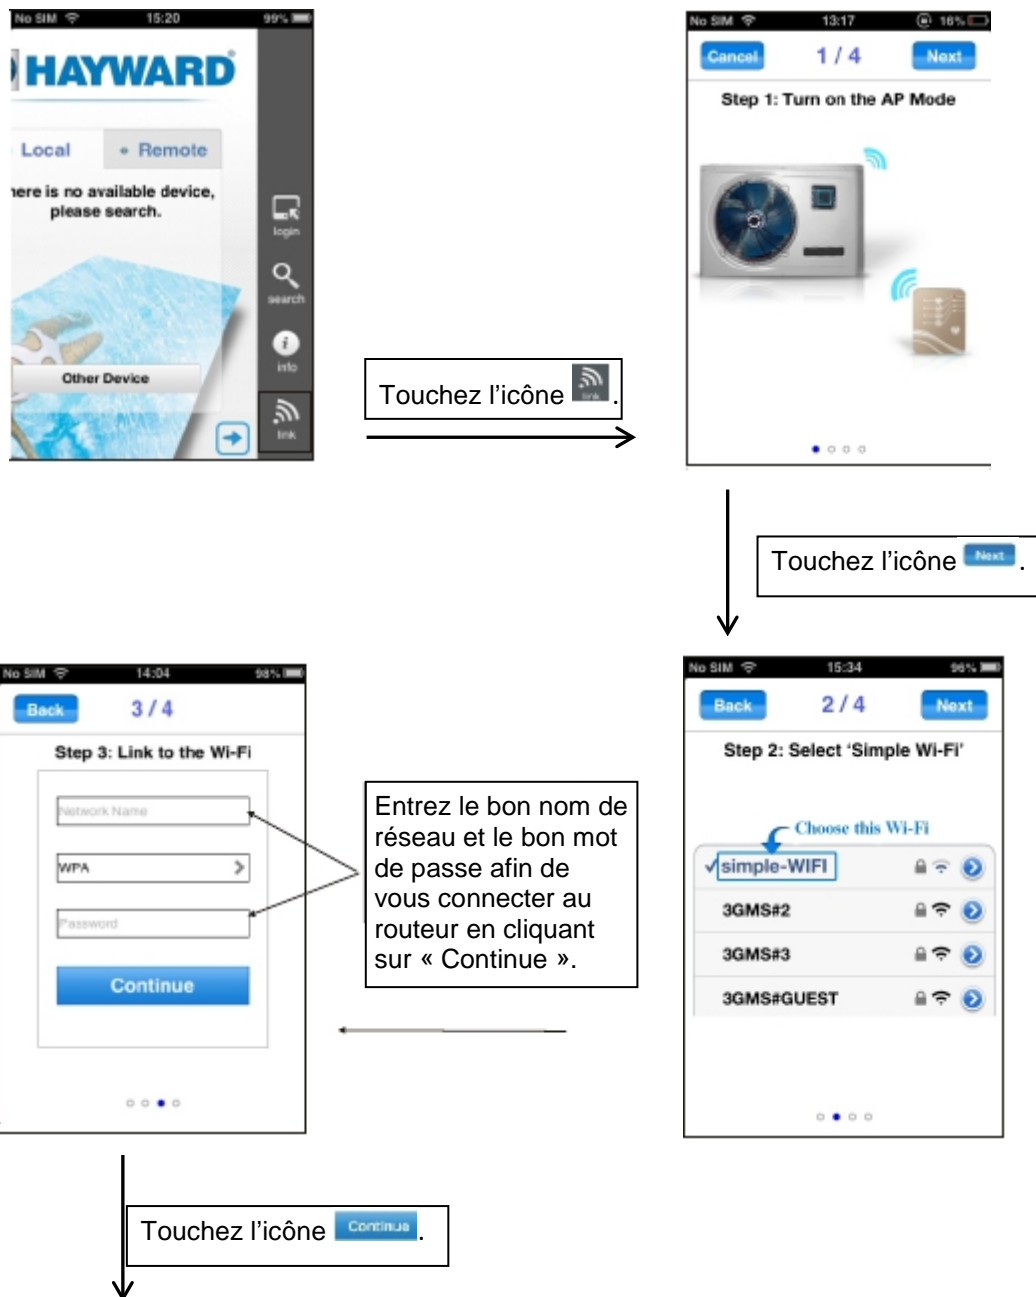 No SIM 15:20 99%
HAYWARD
Local Remote
here is no available device,
please search.
login
search
info
Other Device
link
Touchez l'icône link .
No SIM 13:17 16%
Cancel 1 / 4 Next
Step 1: Turn on the AP Mode
Touchez l'icône Next .
No SIM 15:34 96%
Back 2 / 4 Next
Step 2: Select 'Simple Wi-Fi'
Choose this Wi-Fi
simple-WIFI
3GMS#2
3GMS#3
3GMS#GUEST
No SIM 14:04 98%
Back 3 / 4
Step 3: Link to the Wi-Fi
Network Name
WPA
Password
Continue
Entrez le bon nom de
réseau et le bon mot
de passe afin de
vous connecter au
routeur en cliquant
sur « Continue ».
Touchez l'icône Continue .